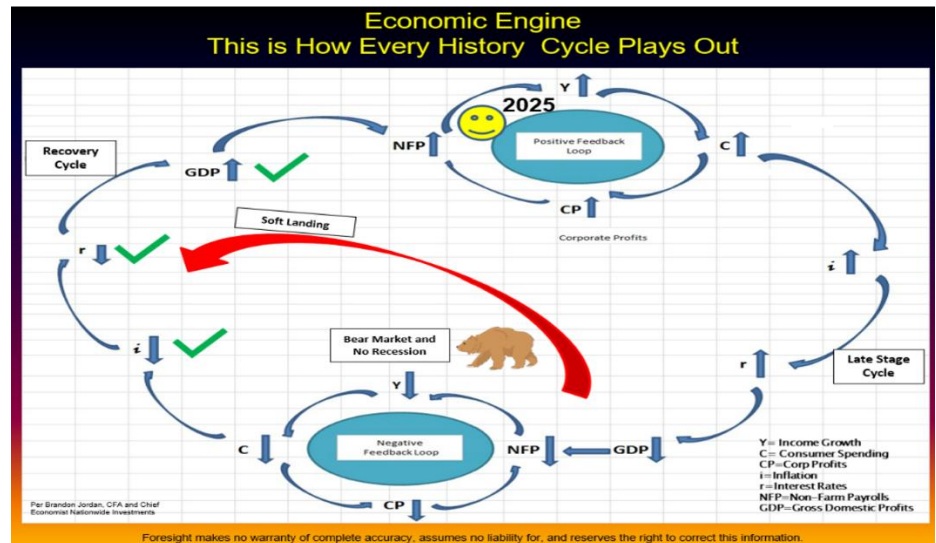 Economic Engine
This is How Every History Cycle Plays Out
2025
Y
Recovery
Cycle
NFP
Positive Feedback
Loop
C
GDP
CP
Soft Landing
Corporate Profits
r
i
Bear Market and
No Recession
i
r
Late Stage
Cycle
Y
C
Negative
Feedback Loop
NFP
GDP
CP
Y= Income Growth
C= Consumer Spending
CP=Corp Profits
i=Inflation
r=Interest Rates
NFP=Non-Farm Payrolls
GDP=Gross Domestic Profits
Per Brandon Jordan, CFA and Chief
Economist Nationwide Investments
Foresight makes no warranty of complete accuracy, assumes no liability for, and reserves the right to correct this information.